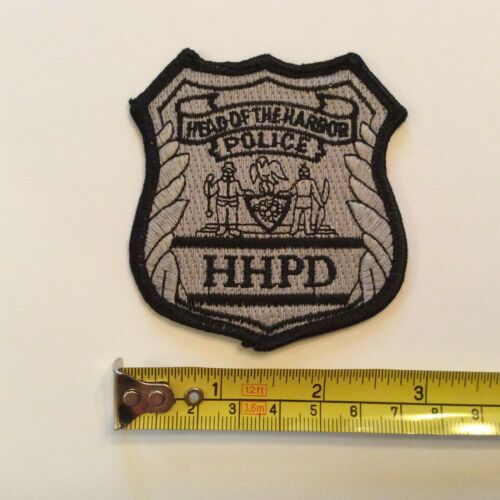 HEAD OF THE HARBOR
POLICE
HHPD
1 12ft 2 3
2 3 3.6m 4 5 6 7 8 9